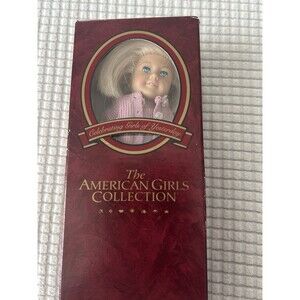 Celebrating Girls of Yesterday
The
AMERICAN GIRLS
COLLECTION